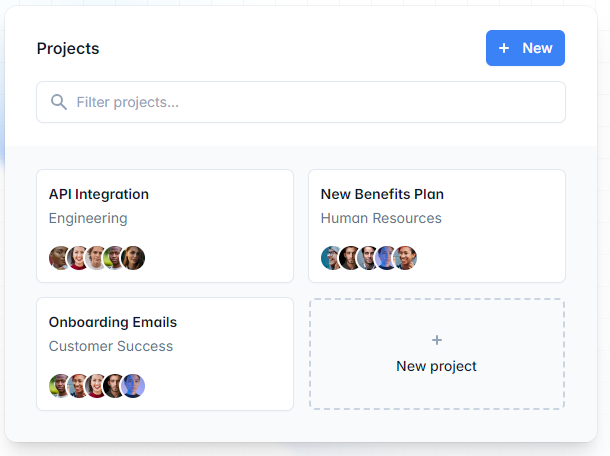 Projects
+ New
Filter projects...
API Integration
Engineering
New Benefits Plan
Human Resources
Onboarding Emails
Customer Success
+
New project